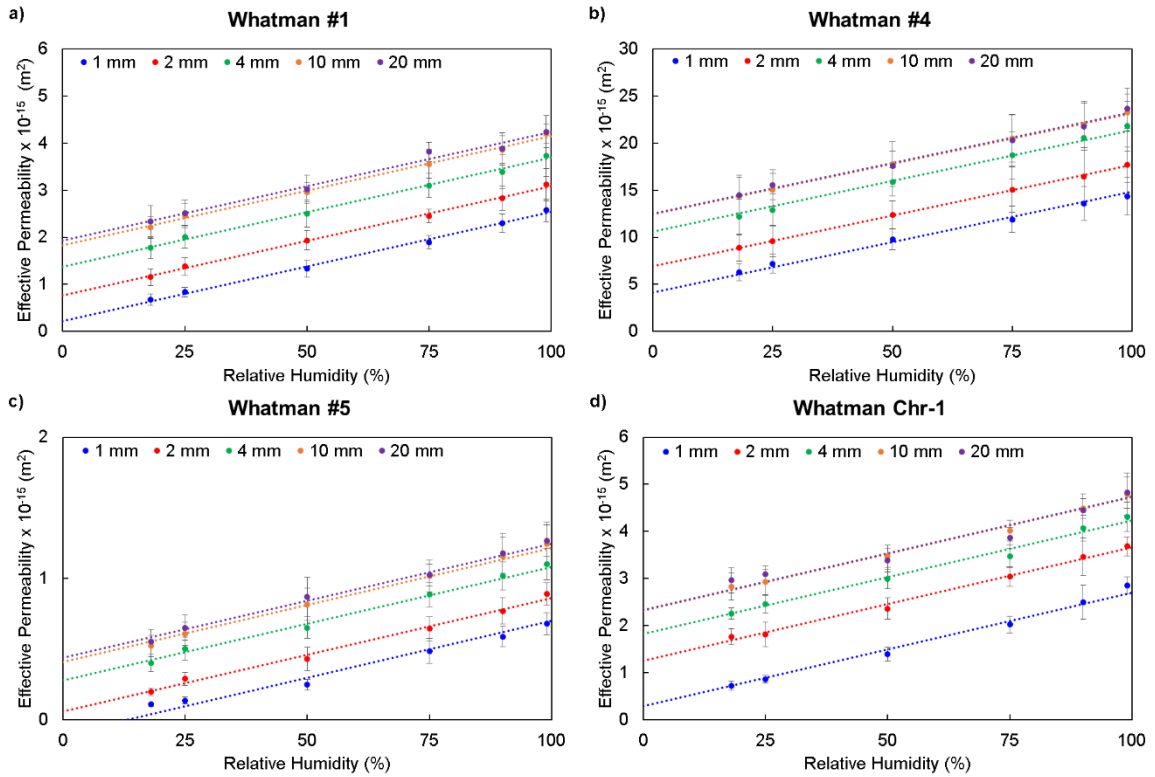 a) Whatman #1
6
5
4
3
2
1
0
1 mm 2 mm 4 mm 10 mm 20 mm
Effective Permeability x 10⁻¹⁵ (m²)
0 25 50 75 100
Relative Humidity (%)
b) Whatman #4
30
25
20
15
10
5
0
1 mm 2 mm 4 mm 10 mm 20 mm
Effective Permeability x 10⁻¹⁵ (m²)
0 25 50 75 100
Relative Humidity (%)
c) Whatman #5
2
1
0
1 mm 2 mm 4 mm 10 mm 20 mm
Effective Permeability x 10⁻¹⁵ (m²)
0 25 50 75 100
Relative Humidity (%)
d) Whatman Chr-1
6
5
4
3
2
1
0
1 mm 2 mm 4 mm 10 mm 20 mm
Effective Permeability x 10⁻¹⁵ (m²)
0 25 50 75 100
Relative Humidity (%)